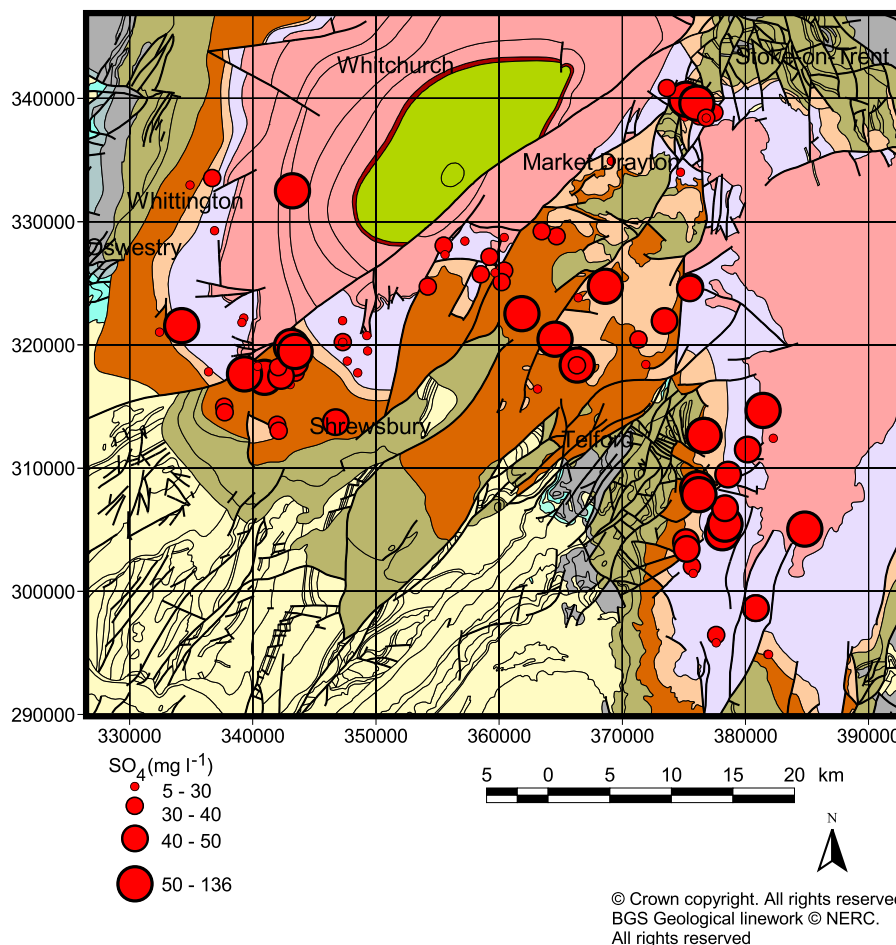 Whitchurch
Stoke-on-Trent
340000
Market Drayton
Whittington
330000
Oswestry
320000
Shrewsbury
Telford
310000
300000
290000
330000 340000 350000 360000 370000 380000 390000
SO4(mg l-1)
5 - 30
30 - 40
40 - 50
50 - 136
5 0 5 10 15 20 km
N
© Crown copyright. All rights reserve
BGS Geological linework © NERC.
All rights reserved